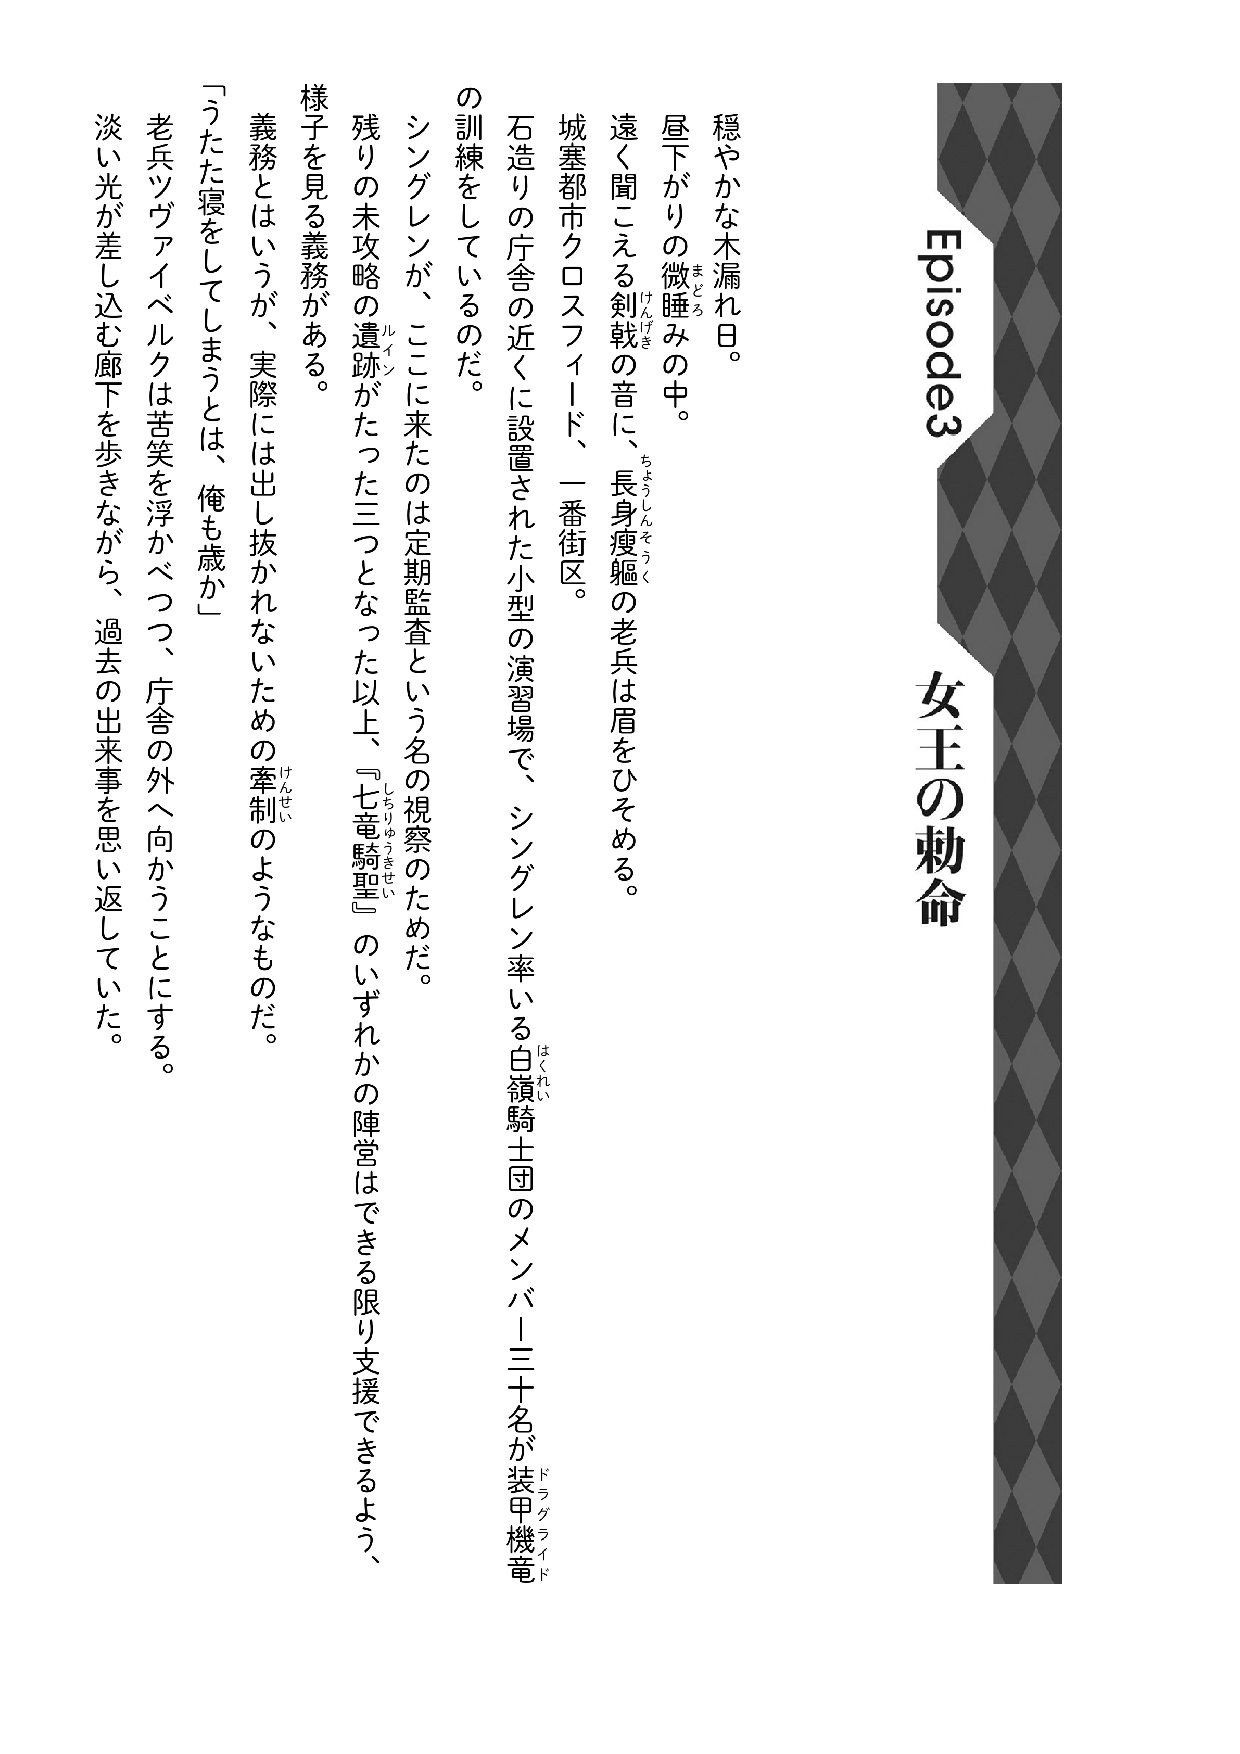 Episode3
女王の勅命
穏やかな木漏れ日。
昼下がりの微睡みの中。
まどろ
遠く聞こえる剣戟の音に、長身瘦軀の老兵は眉をひそめる。
けんげき
ちょうしんそうく
城塞都市クロスフィード、一番街区。
石造りの庁舎の近くに設置された小型の演習場で、シングレン率いる白嶺騎士団のメンバー三十名が装甲機竜
はくれい
ドラグライド
の訓練をしているのだ。
シングレンが、ここに来たのは定期監査という名の視察のためだ。
残りの未攻略の遺跡がたった三つとなった以上、『七竜騎聖』のいずれかの陣営はできる限り支援できるよう、
ルイン
しちりゅうきせい
様子を見る義務がある。
義務とはいうが、実際には出し抜かれないための牽制のようなものだ。
けんせい
「うたた寝をしてしまうとは、俺も歳か」
老兵ツヴァイベルクは苦笑を浮かべつつ、庁舎の外へ向かうことにする。
淡い光が差し込む廊下を歩きながら、過去の出来事を思い返していた。